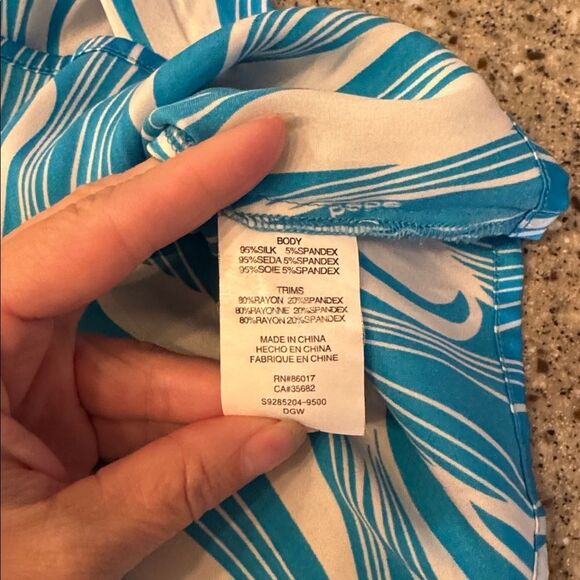 BODY
95%SILK 5%SPANDEX
95%SEDA 5%SPANDEX
95%SOIE 5%SPANDEX
TRIMS
80%RAYON 20%SPANDEX
80%RAYONNE 20%SPANDEX
80%RAYON 20%SPANDEX
MADE IN CHINA
HECHO EN CHINA
FABRIQUE EN CHINE
RN#86017
CA#35682
S9285204-9500
DGW